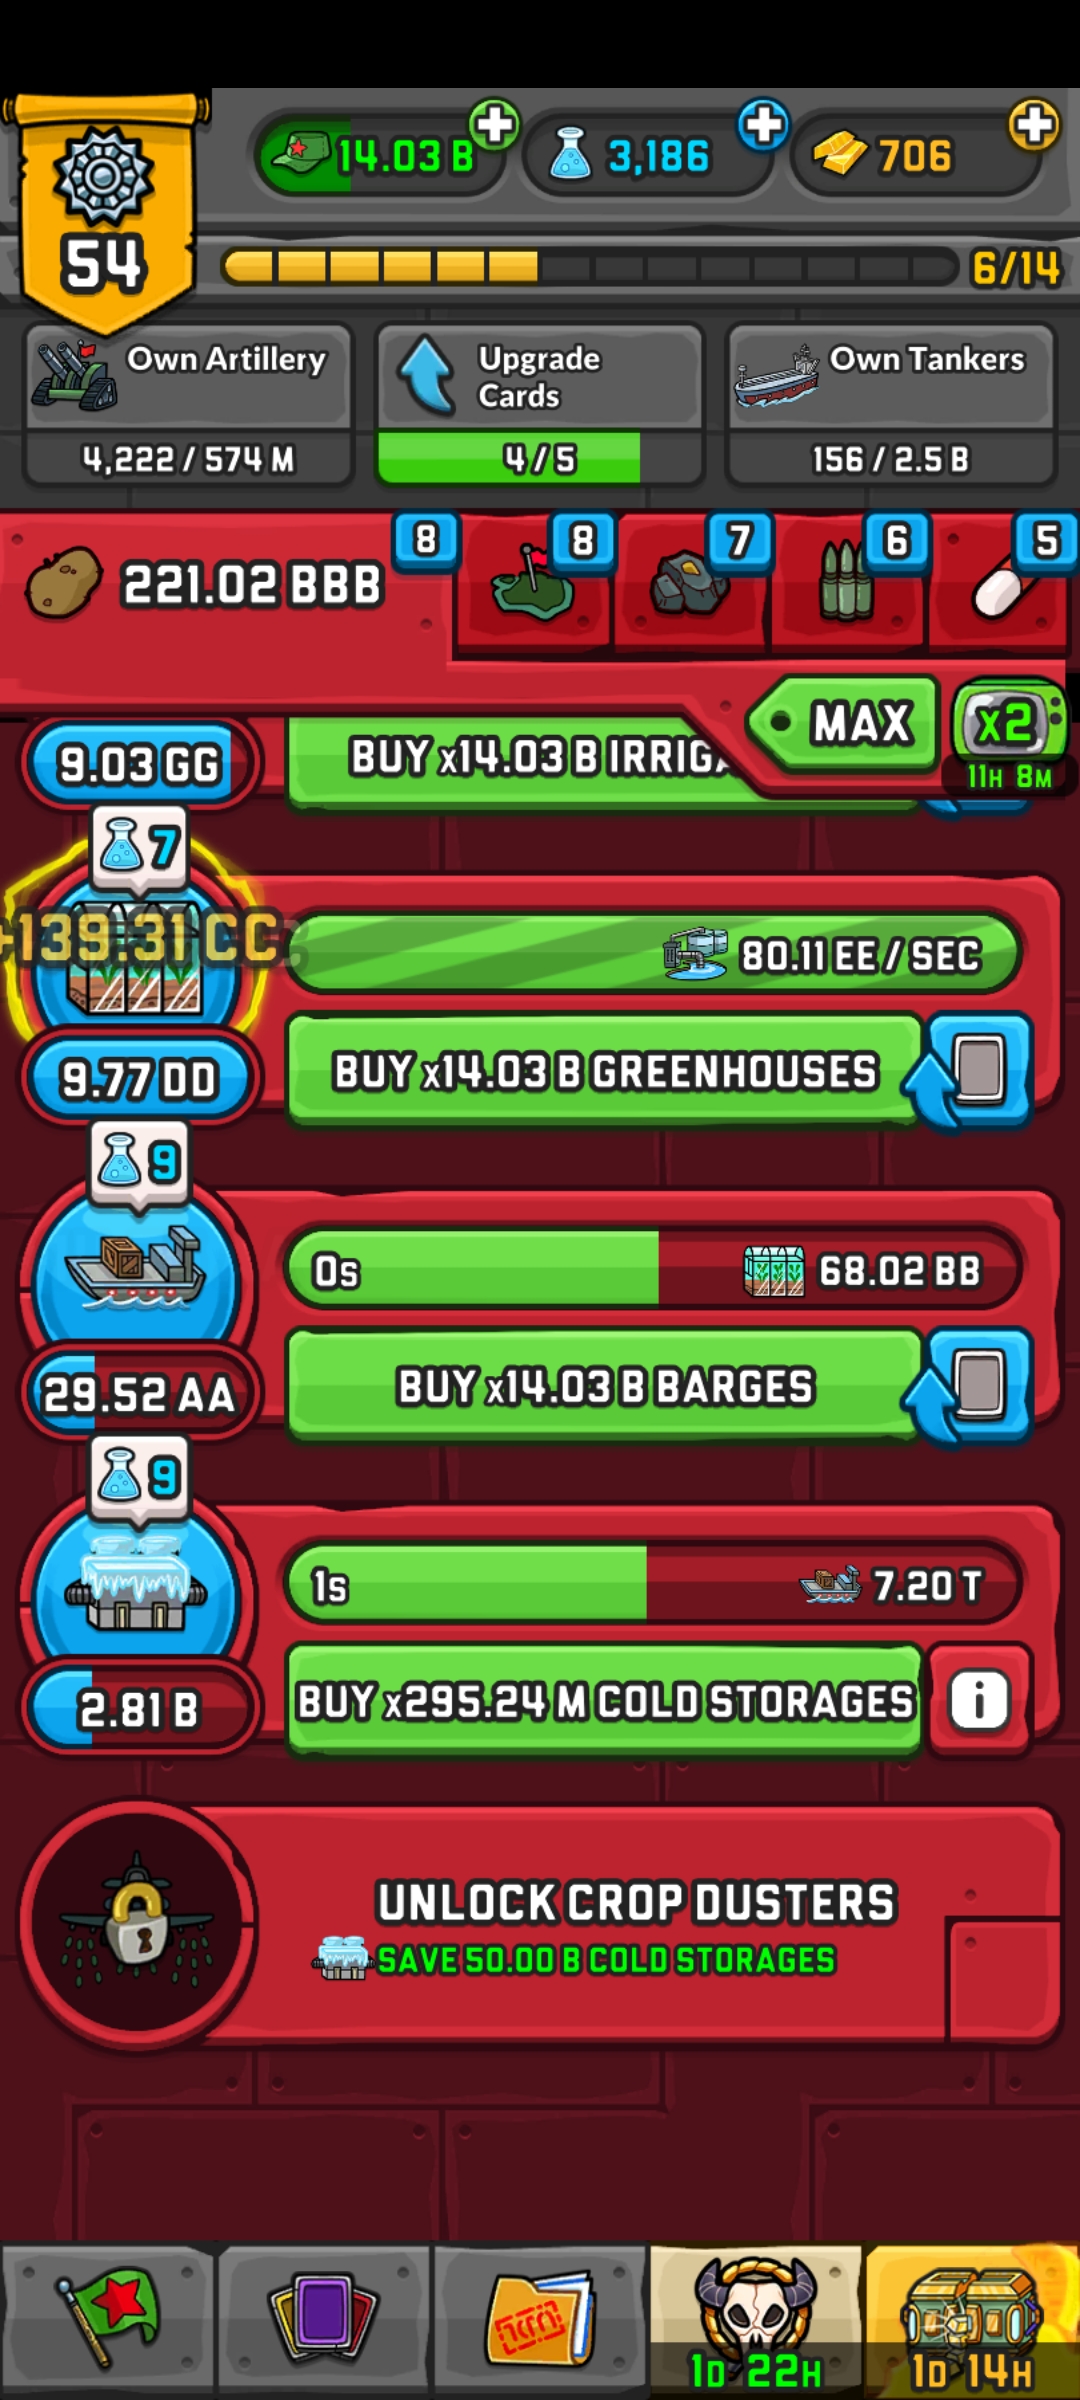 54
14.03 B
3,186
706
6/14
Own Artillery
4,222 / 574 M
Upgrade
Cards
4 / 5
Own Tankers
156 / 2.5 B
221.02 BBB
8
8
7
6
5
MAX
x2
11H 8M
9.03 GG
BUY x14.03 B IRRIGA
7
+139.31 CC
80.11 EE / SEC
9.77 DD
BUY x14.03 B GREENHOUSES
9
0s
68.02 BB
29.52 AA
BUY x14.03 B BARGES
9
1s
7.20 T
2.81 B
BUY x295.24 M COLD STORAGES
i
UNLOCK CROP DUSTERS
SAVE 50.00 B COLD STORAGES
1D 22H
1D 14H